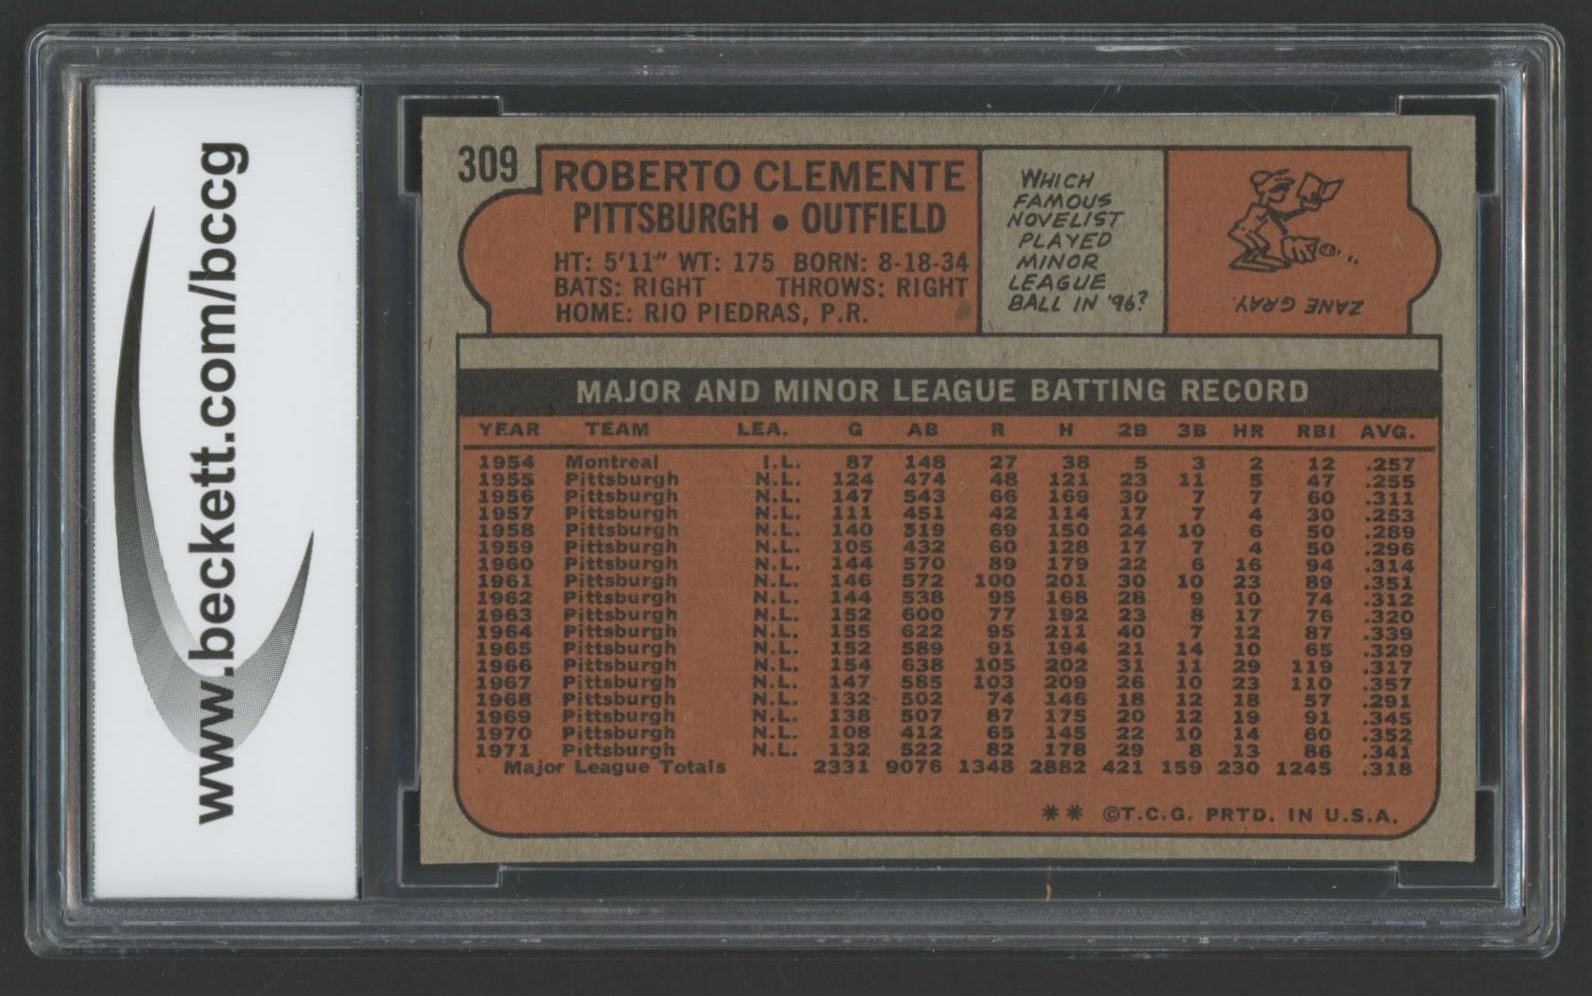 www.beckett.com/bccg
309
ROBERTO CLEMENTE
PITTSBURGH • OUTFIELD
HT: 5'11" WT: 175 BORN: 8-18-34
BATS: RIGHT THROWS: RIGHT
HOME: RIO PIEDRAS, P.R.
WHICH
FAMOUS
NOVELIST
PLAYED
MINOR
LEAGUE
BALL IN '96?
ZANE GRAY.
MAJOR AND MINOR LEAGUE BATTING RECORD
YEAR TEAM LEA. G AB R H 2B 3B HR RBI AVG.
1954 Montreal I.L. 87 148 27 38 5 3 2 12 .257
1955 Pittsburgh N.L. 124 474 48 121 23 11 5 47 .255
1956 Pittsburgh N.L. 147 543 66 169 30 7 7 60 .311
1957 Pittsburgh N.L. 111 451 42 114 17 7 4 30 .253
1958 Pittsburgh N.L. 140 519 69 150 24 10 6 50 .289
1959 Pittsburgh N.L. 105 432 60 128 17 7 4 50 .296
1960 Pittsburgh N.L. 144 570 89 179 22 6 16 94 .314
1961 Pittsburgh N.L. 146 572 100 201 30 10 23 89 .351
1962 Pittsburgh N.L. 144 538 95 168 28 9 10 74 .312
1963 Pittsburgh N.L. 152 600 77 192 23 8 17 76 .320
1964 Pittsburgh N.L. 155 622 95 211 40 7 12 87 .339
1965 Pittsburgh N.L. 152 589 91 194 21 14 10 65 .329
1966 Pittsburgh N.L. 154 638 105 202 31 11 29 119 .317
1967 Pittsburgh N.L. 147 585 103 209 26 10 23 110 .357
1968 Pittsburgh N.L. 132 502 74 146 18 12 18 57 .291
1969 Pittsburgh N.L. 138 507 87 175 20 12 19 91 .345
1970 Pittsburgh N.L. 108 412 65 145 22 10 14 60 .352
1971 Pittsburgh N.L. 132 522 82 178 29 8 13 86 .341
Major League Totals 2331 9076 1348 2882 421 159 230 1245 .318
** ©T.C.G. PRTD. IN U.S.A.